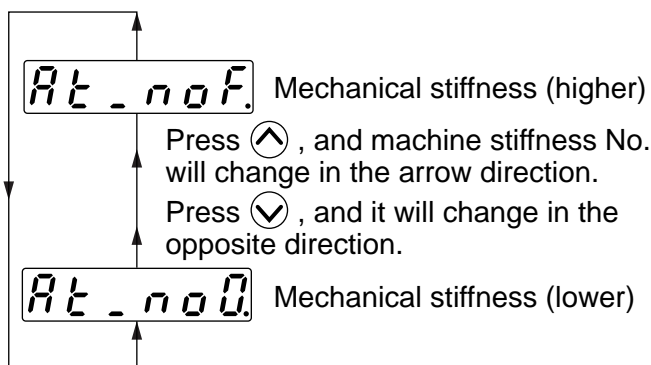 At_noF. Mechanical stiffness (higher)
Press , and machine stiffness No.
will change in the arrow direction.
Press , and it will change in the
opposite direction.
At_no0. Mechanical stiffness (lower)